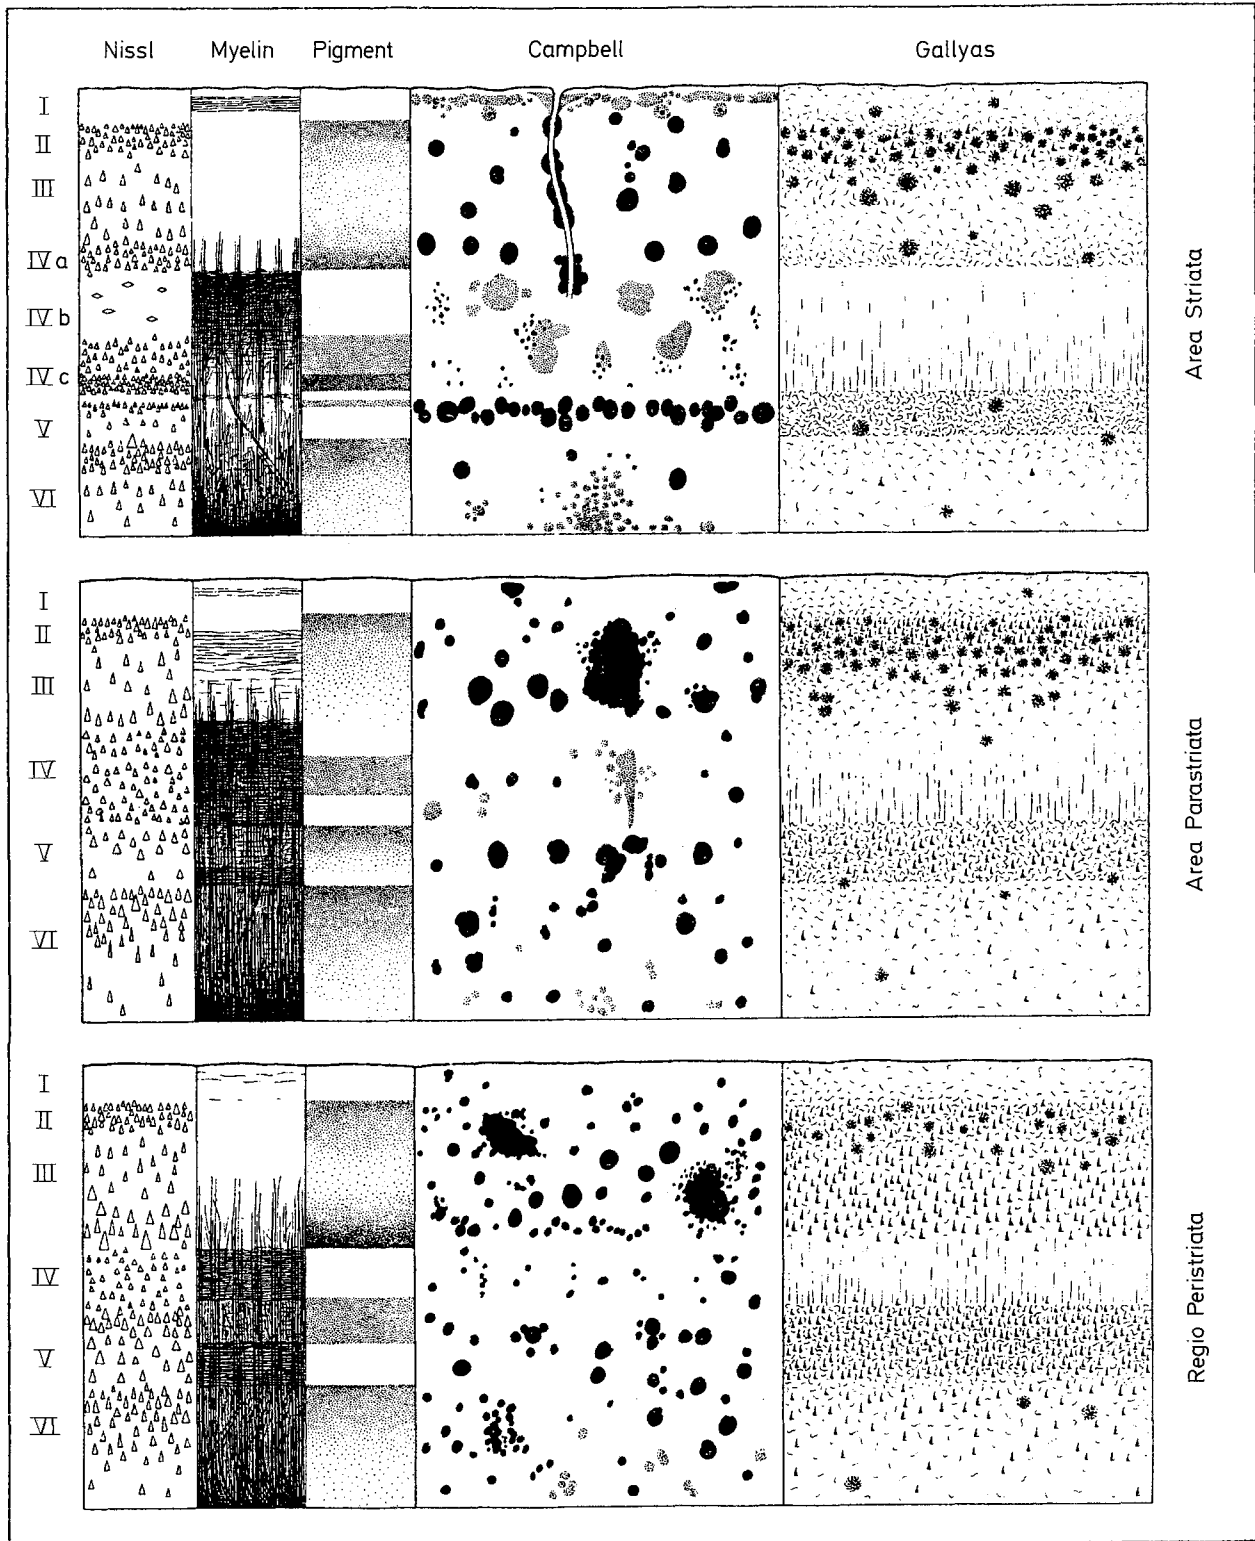 Nissl Myelin Pigment Campbell Gallyas
I
II
III
IV a
IV b
IV c
V
VI
Area Striata
I
II
III
IV
V
VI
Area Parastriata
I
II
III
IV
V
VI
Regio Peristriata